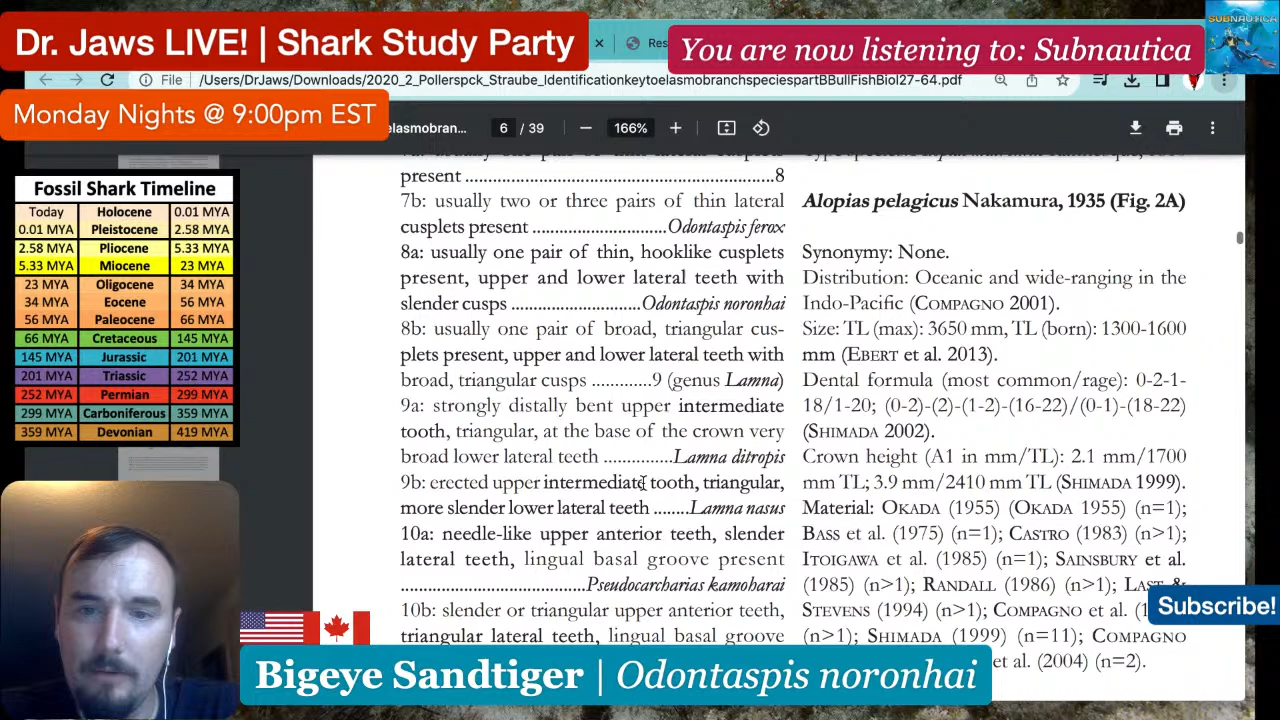 Dr. Jaws LIVE! | Shark Study Party
You are now listening to: Subnautica
SUBNAUTICA
Res
File
/Users/DrJaws/Downloads/2020_2_Pollerspck_Straube_IdentificationkeytoelasmobranchspeciespartBBullFishBiol27-64.pdf
Monday Nights @ 9:00pm EST
elasmobran...
6 / 39
166%
Fossil Shark Timeline
Today Holocene 0.01 MYA
0.01 MYA Pleistocene 2.58 MYA
2.58 MYA Pliocene 5.33 MYA
5.33 MYA Miocene 23 MYA
23 MYA Oligocene 34 MYA
34 MYA Eocene 56 MYA
56 MYA Paleocene 66 MYA
66 MYA Cretaceous 145 MYA
145 MYA Jurassic 201 MYA
201 MYA Triassic 252 MYA
252 MYA Permian 299 MYA
299 MYA Carboniferous 359 MYA
359 MYA Devonian 419 MYA
present ..........................................................8
7b: usually two or three pairs of thin lateral
cusplets present .............................Odontaspis ferox
8a: usually one pair of thin, hooklike cusplets
present, upper and lower lateral teeth with
slender cusps ............................Odontaspis noronhai
8b: usually one pair of broad, triangular cus-
plets present, upper and lower lateral teeth with
broad, triangular cusps .............9 (genus Lamna)
9a: strongly distally bent upper intermediate
tooth, triangular, at the base of the crown very
broad lower lateral teeth ...............Lamna ditropis
9b: erected upper intermediate tooth, triangular,
more slender lower lateral teeth ........Lamna nasus
10a: needle-like upper anterior teeth, slender
lateral teeth, lingual basal groove present
........................................Pseudocarcharias kamoharai
10b: slender or triangular upper anterior teeth,
triangular lateral teeth, lingual basal groove
Alopias pelagicus Nakamura, 1935 (Fig. 2A)
Synonymy: None.
Distribution: Oceanic and wide-ranging in the
Indo-Pacific (COMPAGNO 2001).
Size: TL (max): 3650 mm, TL (born): 1300-1600
mm (EBERT et al. 2013).
Dental formula (most common/rage): 0-2-1-
18/1-20; (0-2)-(2)-(1-2)-(16-22)/(0-1)-(18-22)
(SHIMADA 2002).
Crown height (A1 in mm/TL): 2.1 mm/1700
mm TL; 3.9 mm/2410 mm TL (SHIMADA 1999).
Material: OKADA (1955) (OKADA 1955) (n=1);
BASS et al. (1975) (n=1); CASTRO (1983) (n>1);
ITOIGAWA et al. (1985) (n=1); SAINSBURY et al.
(1985) (n>1); RANDALL (1986) (n>1); LAST &
STEVENS (1994) (n>1); COMPAGNO et al.
(n>1); SHIMADA (1999) (n=11); COMPAGNO
et al. (2004) (n=2).
Subscribe!
Bigeye Sandtiger | Odontaspis noronhai